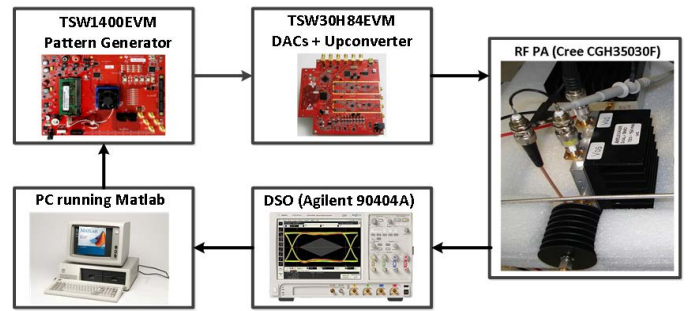 TSW1400EVM
Pattern Generator
TSW30H84EVM
DACs + Upconverter
RF PA (Cree CGH35030F)
PC running Matlab
DSO (Agilent 90404A)